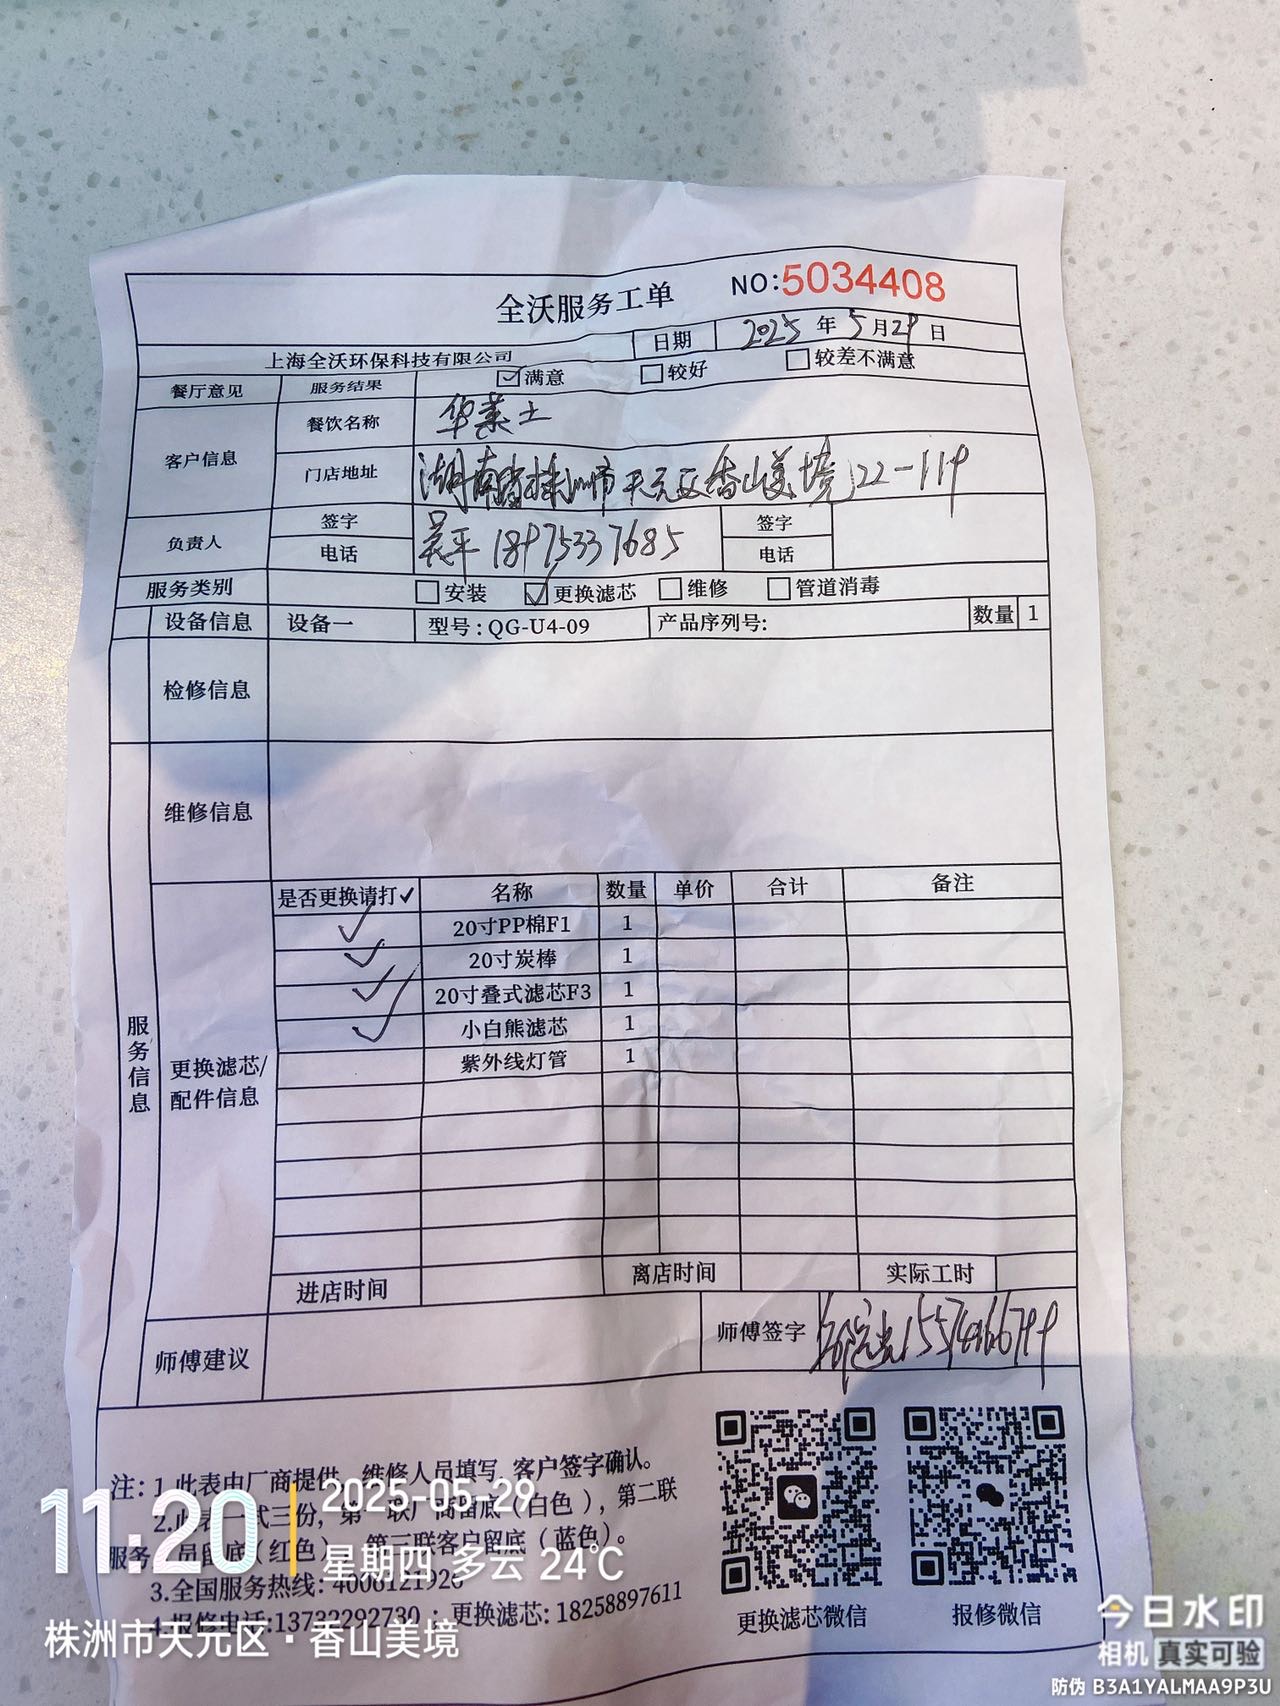 全沃服务工单 NO:5034408
上海全沃环保科技有限公司 日期 2025年5月29日
餐厅意见 服务结果 ☑满意 □较好 □较差不满意
客户信息 餐饮名称 华莱士
门店地址 湖南省株洲市天元区香山美境22-119
负责人 签字 电话 吴平 18975337685 签字 电话
服务类别 □安装 ☑更换滤芯 □维修 □管道消毒
设备信息 设备一 型号:QG-U4-09 产品序列号: 数量 1
检修信息
维修信息
服务信息
更换滤芯/配件信息
是否更换请打✓ 名称 数量 单价 合计 备注
✓ 20寸PP棉F1 1
✓ 20寸炭棒 1
✓ 20寸叠式滤芯F3 1
✓ 小白熊滤芯 1
紫外线灯管 1
进店时间 离店时间 实际工时
师傅建议 师傅签字
注: 1.此表由厂商提供 维修人员填写 客户签字确认。
2.此表一式三份, 第一联厂商留底(白色), 第二联
服务人员留底(红色) 第三联客户留底(蓝色)。
3.全国服务热线: 4008121926
4.报修电话:13732292730 ; 更换滤芯: 18258897611
更换滤芯微信 报修微信
11:20 2025-05-29
星期四 多云 24℃
株洲市天元区·香山美境
今日水印
相机 真实可验
防伪 B3A1YALMAA9P3U